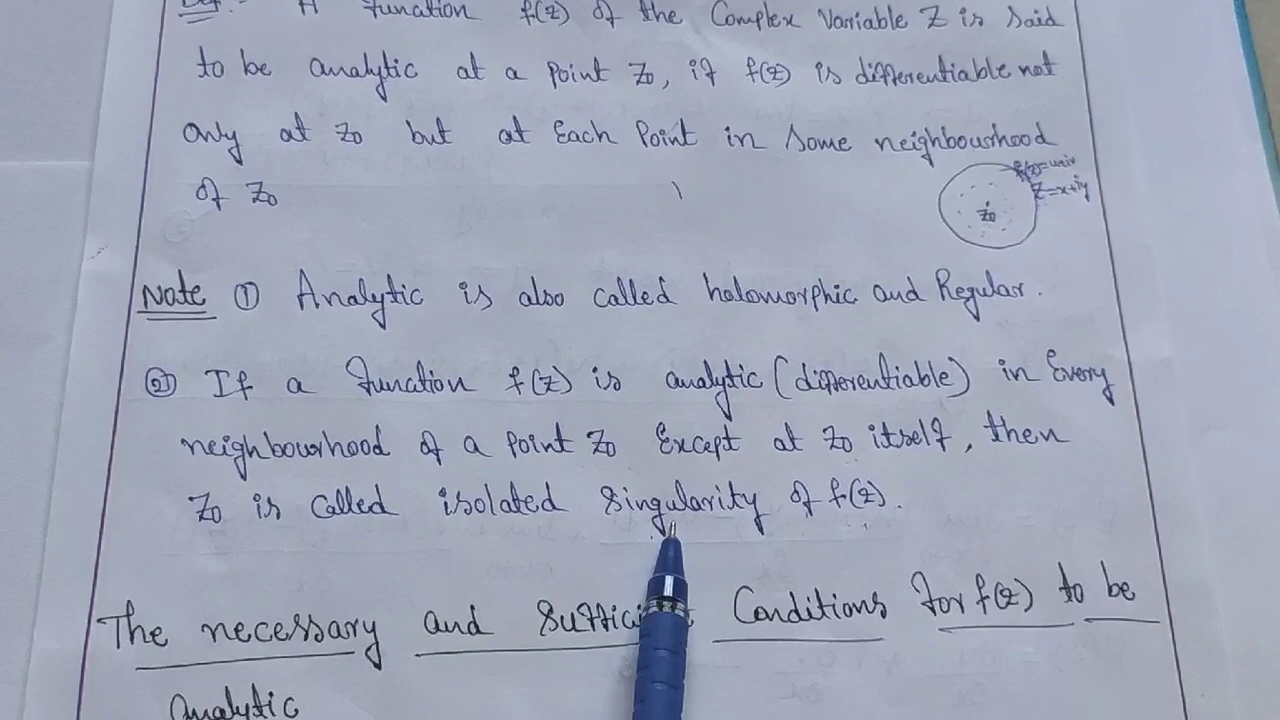 Def:- A function f(z) of the Complex Variable Z is said
to be analytic at a point Z₀, if f(z) is differentiable not
only at Z₀ but at Each Point in Some neighbourhood
of Z₀
f(z)=u+iv
Z=x+iy
Z₀
Note ① Analytic is also called holomorphic and Regular.
② If a function f(z) is analytic (differentiable) in Every
neighbourhood of a point Z₀ Except at Z₀ itself, then
Z₀ is called isolated Singularity of f(z).
The necessary and Conditions for f(z) to be
analytic